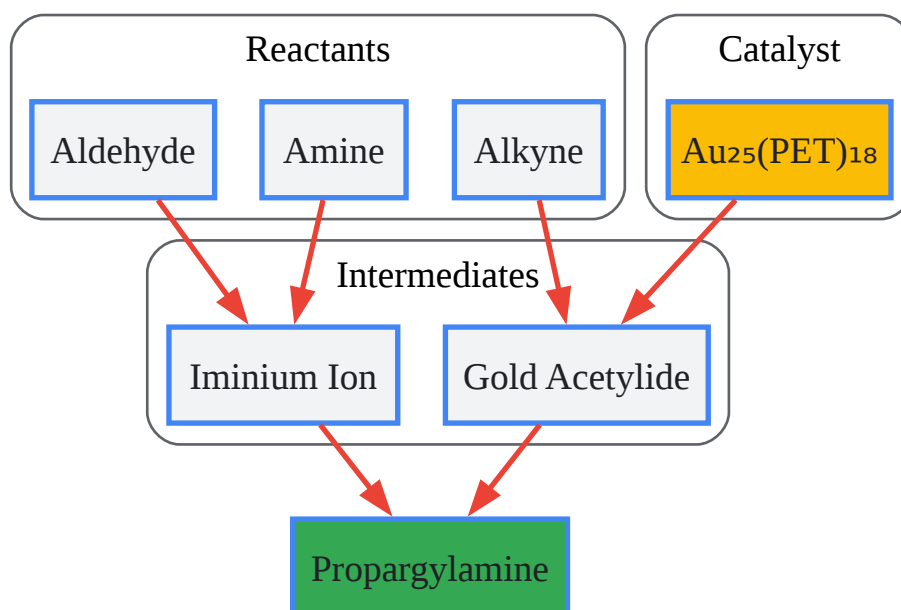 Reactants
Catalyst
Aldehyde
Amine
Alkyne
Au₂₅(PET)₁₈
Intermediates
Iminium Ion
Gold Acetylide
Propargylamine